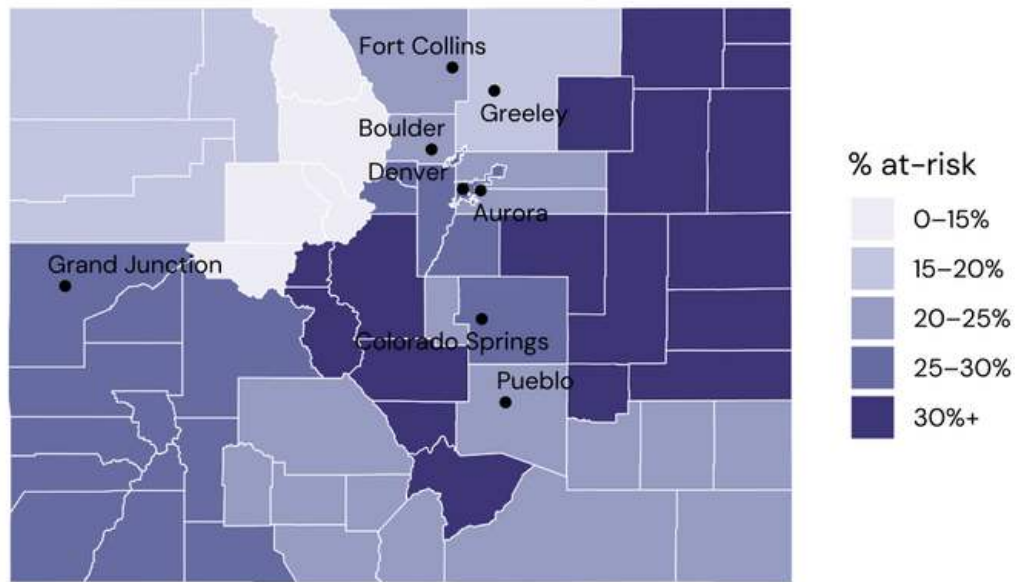 Fort Collins
Greeley
Boulder
Denver
Aurora
Grand Junction
Colorado Springs
Pueblo
% at-risk
0–15%
15–20%
20–25%
25–30%
30%+